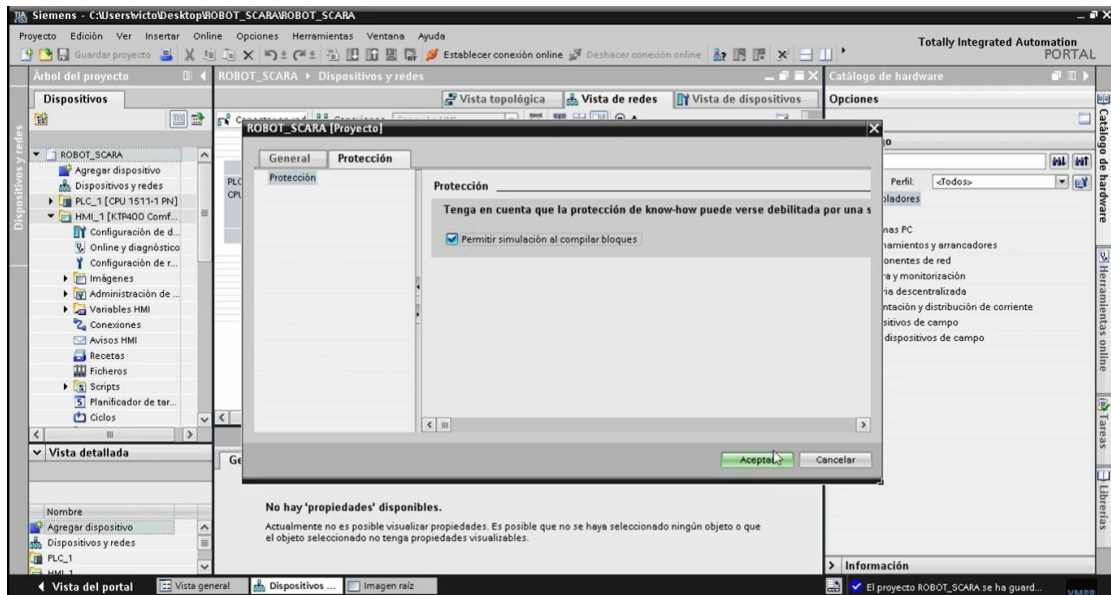 Siemens - C:\Users\victo\Desktop\ROBOT_SCARA\ROBOT_SCARA
Proyecto Edición Ver Insertar Online Opciones Herramientas Ventana Ayuda
Guardar proyecto
Establecer conexión online
Deshacer conexión online
Totally Integrated Automation
PORTAL
Árbol del proyecto
ROBOT_SCARA
Dispositivos y redes
Catálogo de hardware
Dispositivos
Vista topológica
Vista de redes
Vista de dispositivos
Opciones
Dispositivos y redes
ROBOT_SCARA
Agregar dispositivo
Dispositivos y redes
PLC_1 [CPU 1511-1 PN]
HMI_1 [KTP400 Comf...
Configuración de d...
Online y diagnóstico
Configuración de r...
Imágenes
Administración de ...
Variables HMI
Conexiones
Avisos HMI
Recetas
Ficheros
Scripts
Planificador de tar...
Ciclos
Vista detallada
Nombre
Agregar dispositivo
Dispositivos y redes
PLC_1
HMI_1
ROBOT_SCARA [Proyecto]
General
Protección
Protección
Protección
Tenga en cuenta que la protección de know-how puede verse debilitada por una s
Permitir simulación al compilar bloques
Cancelar
No hay 'propiedades' disponibles.
Actualmente no es posible visualizar propiedades. Es posible que no se haya seleccionado ningún objeto o que
el objeto seleccionado no tenga propiedades visualizables.
Perfil: <Todos>
oladores
nas PC
namientos y arrancadores
onentes de red
ra y monitorización
ria descentralizada
ntación y distribución de corriente
sitivos de campo
dispositivos de campo
Información
Catálogo de hardware
Herramientas online
Tareas
Librerías
Vista del portal
Vista general
Dispositivos ...
Imagen raíz
El proyecto ROBOT_SCARA se ha guard...